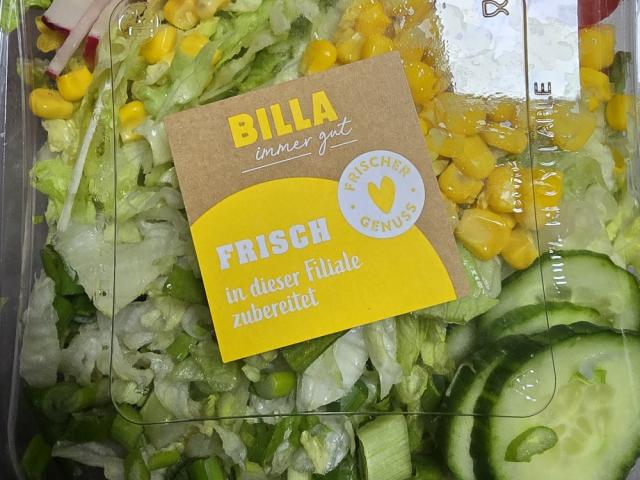 BILLA
immer gut
FRISCHER
GENUSS
FRISCH
in dieser Filiale
zubereitet